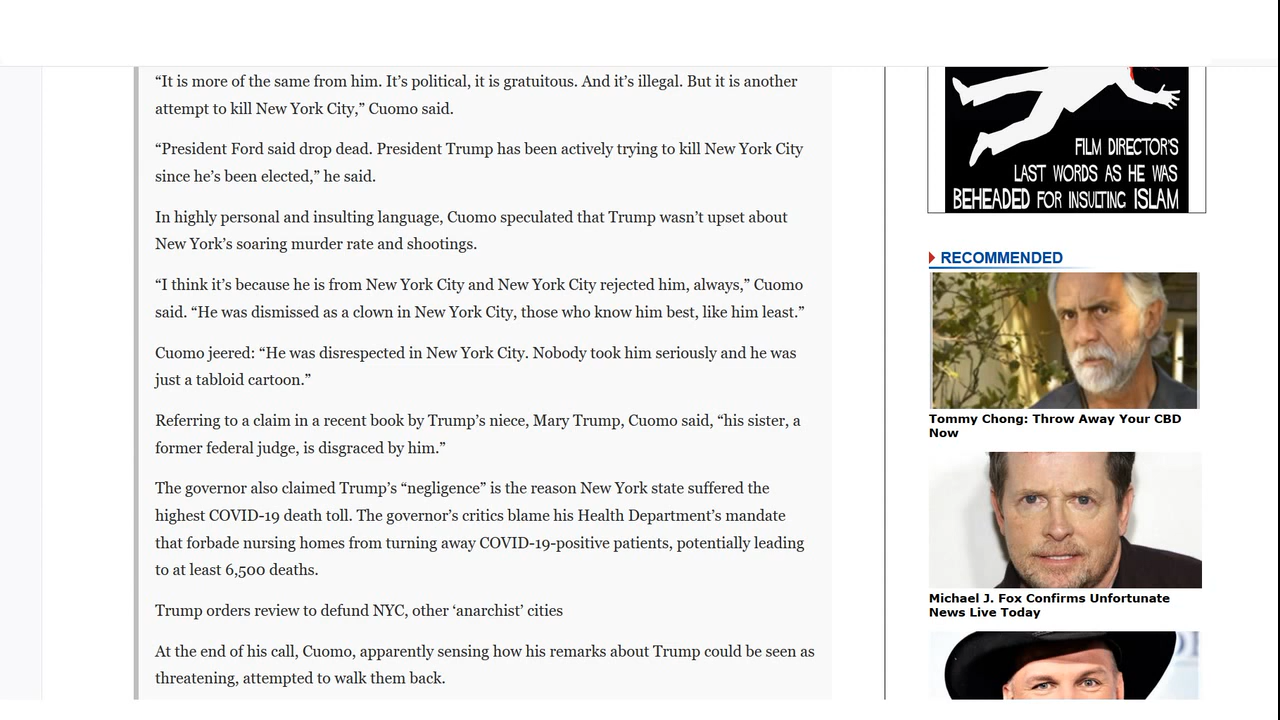 “It is more of the same from him. It’s political, it is gratuitous. And it’s illegal. But it is another
attempt to kill New York City,” Cuomo said.
“President Ford said drop dead. President Trump has been actively trying to kill New York City
since he’s been elected,” he said.
In highly personal and insulting language, Cuomo speculated that Trump wasn’t upset about
New York’s soaring murder rate and shootings.
“I think it’s because he is from New York City and New York City rejected him, always,” Cuomo
said. “He was dismissed as a clown in New York City, those who know him best, like him least.”
Cuomo jeered: “He was disrespected in New York City. Nobody took him seriously and he was
just a tabloid cartoon.”
Referring to a claim in a recent book by Trump’s niece, Mary Trump, Cuomo said, “his sister, a
former federal judge, is disgraced by him.”
The governor also claimed Trump’s “negligence” is the reason New York state suffered the
highest COVID-19 death toll. The governor’s critics blame his Health Department’s mandate
that forbade nursing homes from turning away COVID-19-positive patients, potentially leading
to at least 6,500 deaths.
Trump orders review to defund NYC, other ‘anarchist’ cities
At the end of his call, Cuomo, apparently sensing how his remarks about Trump could be seen as
threatening, attempted to walk them back.
FILM DIRECTOR'S
LAST WORDS AS HE WAS
BEHEADED FOR INSULTING ISLAM
RECOMMENDED
Tommy Chong: Throw Away Your CBD
Now
Michael J. Fox Confirms Unfortunate
News Live Today